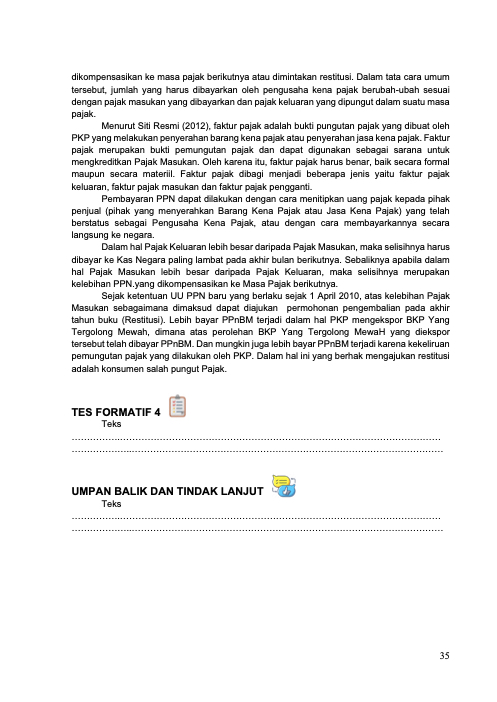 dikompensasikan ke masa pajak berikutnya atau dimintakan restitusi. Dalam tata cara umum
tersebut, jumlah yang harus dibayarkan oleh pengusaha kena pajak berubah-ubah sesuai
dengan pajak masukan yang dibayarkan dan pajak keluaran yang dipungut dalam suatu masa
pajak.
Menurut Siti Resmi (2012), faktur pajak adalah bukti pungutan pajak yang dibuat oleh
PKP yang melakukan penyerahan barang kena pajak atau penyerahan jasa kena pajak. Faktur
pajak merupakan bukti pemungutan pajak dan dapat digunakan sebagai sarana untuk
mengkreditkan Pajak Masukan. Oleh karena itu, faktur pajak harus benar, baik secara formal
maupun secara materiil. Faktur pajak dibagi menjadi beberapa jenis yaitu faktur pajak
keluaran, faktur pajak masukan dan faktur pajak pengganti.
Pembayaran PPN dapat dilakukan dengan cara menitipkan uang pajak kepada pihak
penjual (pihak yang menyerahkan Barang Kena Pajak atau Jasa Kena Pajak) yang telah
berstatus sebagai Pengusaha Kena Pajak, atau dengan cara membayarkannya secara
langsung ke negara.
Dalam hal Pajak Keluaran lebih besar daripada Pajak Masukan, maka selisihnya harus
dibayar ke Kas Negara paling lambat pada akhir bulan berikutnya. Sebaliknya apabila dalam
hal Pajak Masukan lebih besar daripada Pajak Keluaran, maka selisihnya merupakan
kelebihan PPN.yang dikompensasikan ke Masa Pajak berikutnya.
Sejak ketentuan UU PPN baru yang berlaku sejak 1 April 2010, atas kelebihan Pajak
Masukan sebagaimana dimaksud dapat diajukan permohonan pengembalian pada akhir
tahun buku (Restitusi). Lebih bayar PPnBM terjadi dalam hal PKP mengekspor BKP Yang
Tergolong Mewah, dimana atas perolehan BKP Yang Tergolong MewaH yang diekspor
tersebut telah dibayar PPnBM. Dan mungkin juga lebih bayar PPnBM terjadi karena kekeliruan
pemungutan pajak yang dilakukan oleh PKP. Dalam hal ini yang berhak mengajukan restitusi
adalah konsumen salah pungut Pajak.
TES FORMATIF 4
Teks
……………………………………………………………………………………………………………
……………………………………………………………………………………………………………
UMPAN BALIK DAN TINDAK LANJUT
Teks
……………………………………………………………………………………………………………
……………………………………………………………………………………………………………
35